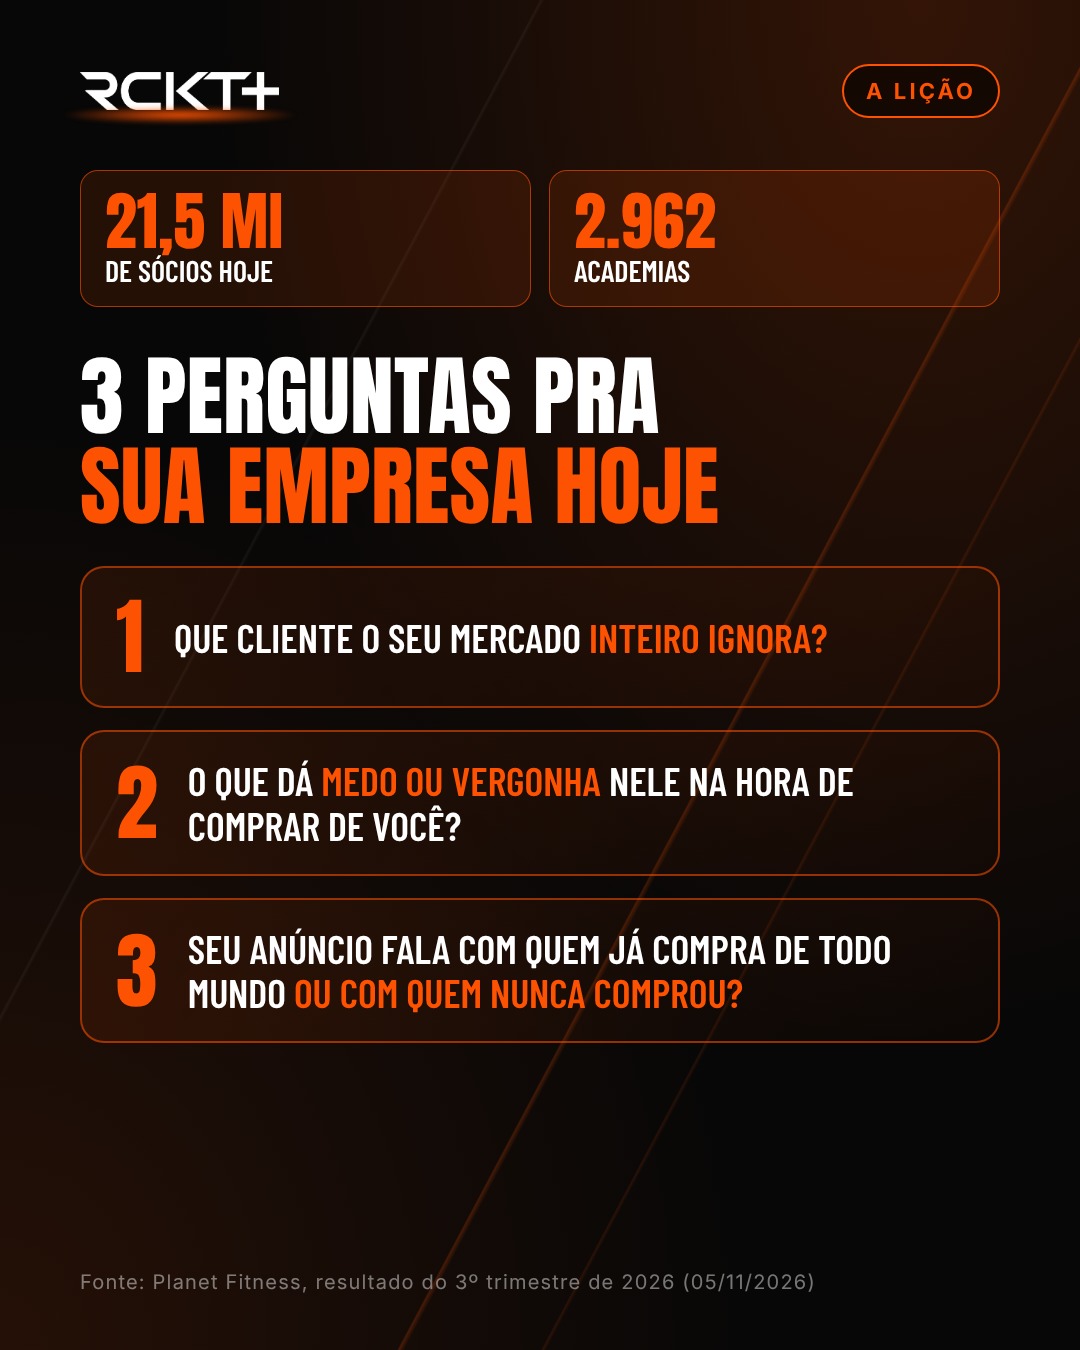 RCKT+
A LIÇÃO
21,5 MI
DE SÓCIOS HOJE
2.962
ACADEMIAS
3 PERGUNTAS PRA
SUA EMPRESA HOJE
1
QUE CLIENTE O SEU MERCADO INTEIRO IGNORA?
2
O QUE DÁ MEDO OU VERGONHA NELE NA HORA DE
COMPRAR DE VOCÊ?
3
SEU ANÚNCIO FALA COM QUEM JÁ COMPRA DE TODO
MUNDO OU COM QUEM NUNCA COMPROU?
Fonte: Planet Fitness, resultado do 3º trimestre de 2026 (05/11/2026)